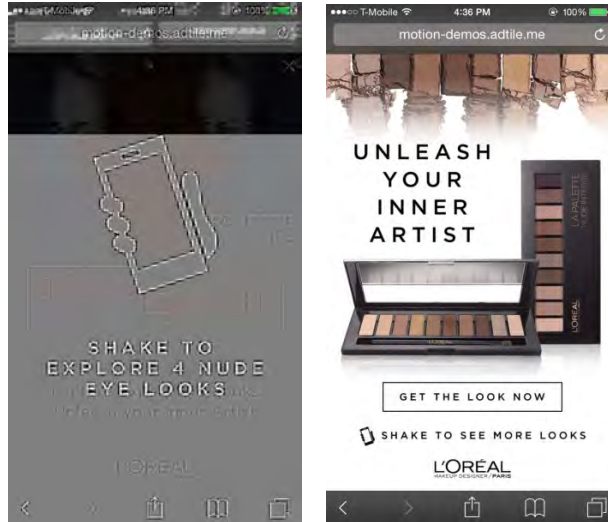 motion-demos.adtile.me
SHAKE TO
EXPLORE 4 NUDE
EYE LOOKS
L'ORÉAL
T-Mobile 4:36 PM 100%
motion-demos.adtile.me
UNLEASH
YOUR
INNER
ARTIST
LA PALETTE
NUDE
L'ORÉAL
L'ORÉAL
GET THE LOOK NOW
SHAKE TO SEE MORE LOOKS
L'ORÉAL
MAKEUP DESIGNER/PARIS